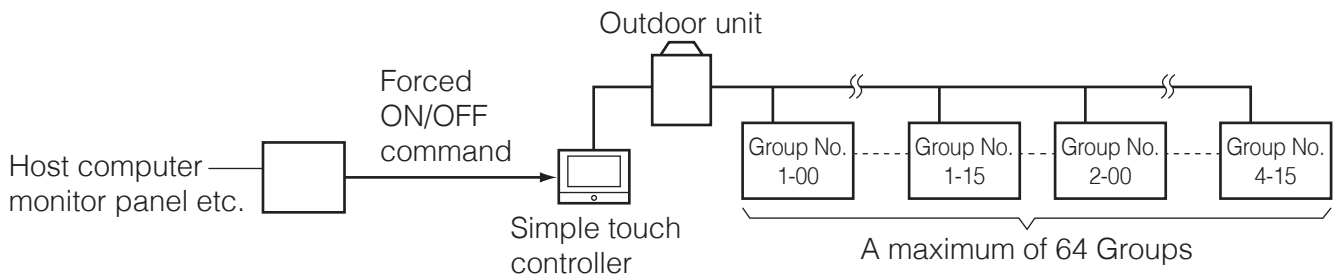 Outdoor unit
Forced
ON/OFF
command
Host computer
monitor panel etc.
Simple touch
controller
Group No.
1-00
Group No.
1-15
Group No.
2-00
Group No.
4-15
A maximum of 64 Groups